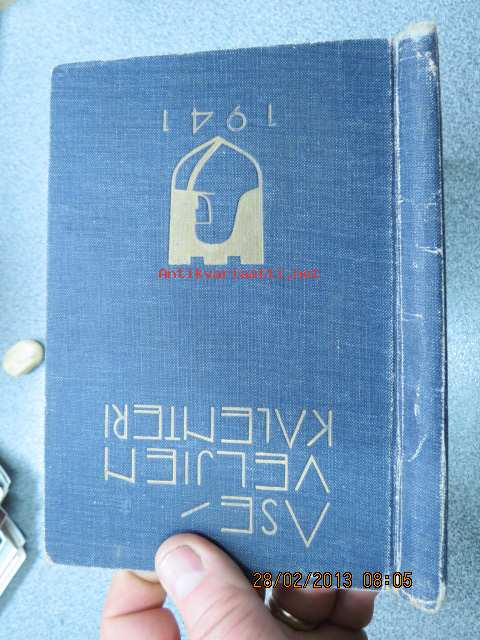 ASE/
VELJIEN
KALENTERI
1941
Antikvariaatti.net
28/02/2013 08:05